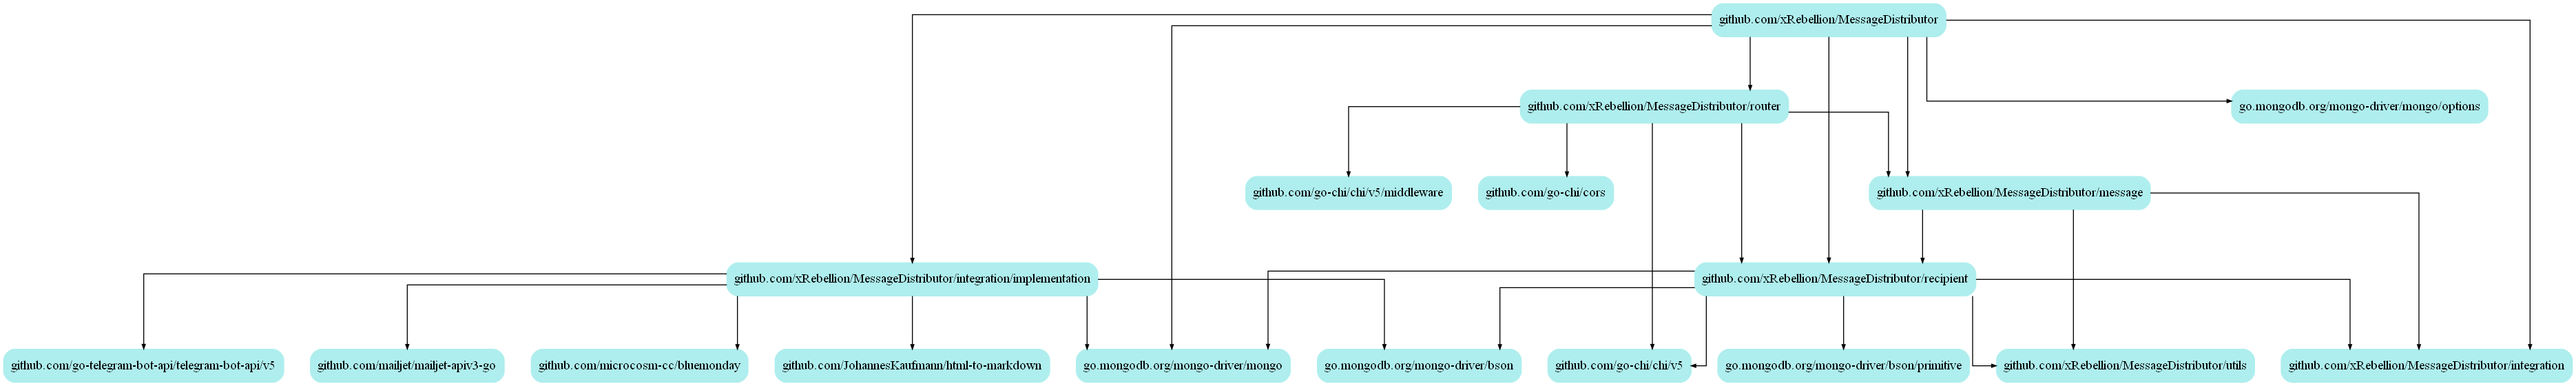 github.com/xRebellion/MessageDistributor
github.com/xRebellion/MessageDistributor/router
go.mongodb.org/mongo-driver/mongo/options
github.com/go-chi/chi/v5/middleware
github.com/go-chi/cors
github.com/xRebellion/MessageDistributor/message
github.com/xRebellion/MessageDistributor/integration/implementation
github.com/xRebellion/MessageDistributor/recipient
github.com/go-telegram-bot-api/telegram-bot-api/v5
github.com/mailjet/mailjet-apiv3-go
github.com/microcosm-cc/bluemonday
github.com/JohannesKaufmann/html-to-markdown
go.mongodb.org/mongo-driver/mongo
go.mongodb.org/mongo-driver/bson
github.com/go-chi/chi/v5
go.mongodb.org/mongo-driver/bson/primitive
github.com/xRebellion/MessageDistributor/utils
github.com/xRebellion/MessageDistributor/integration